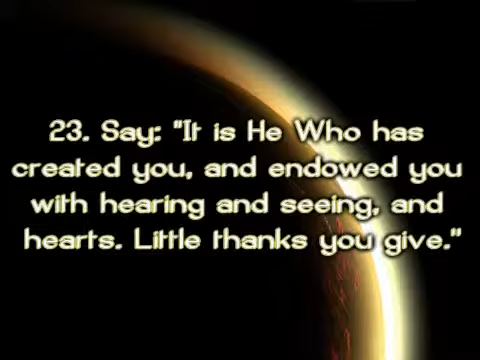 23. Say: "It is He Who has
created you, and endowed you
with hearing and seeing, and
hearts. Little thanks you give."